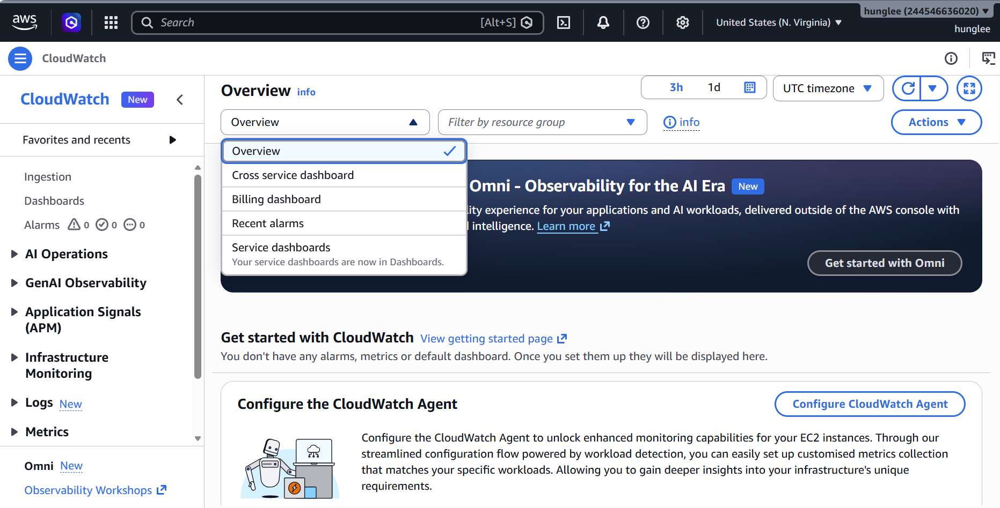 aws
Search
[Alt+S]
United States (N. Virginia)
hunglee (244546636020)
hunglee
CloudWatch
CloudWatch
New
Favorites and recents
Ingestion
Dashboards
Alarms 0 0 0
AI Operations
GenAI Observability
Application Signals
(APM)
Infrastructure
Monitoring
Logs New
Metrics
Omni New
Observability Workshops
Overview info
3h 1d
UTC timezone
Overview
Filter by resource group
info
Actions
Overview
Cross service dashboard
Billing dashboard
Recent alarms
Service dashboards
Your service dashboards are now in Dashboards.
Omni - Observability for the AI Era New
ity experience for your applications and AI workloads, delivered outside of the AWS console with
intelligence. Learn more
Get started with Omni
Get started with CloudWatch View getting started page
You don't have any alarms, metrics or default dashboard. Once you set them up they will be displayed here.
Configure the CloudWatch Agent
Configure CloudWatch Agent
Configure the CloudWatch Agent to unlock enhanced monitoring capabilities for your EC2 instances. Through our
streamlined configuration flow powered by workload detection, you can easily set up customised metrics collection
that matches your specific workloads. Allowing you to gain deeper insights into your infrastructure's unique
requirements.